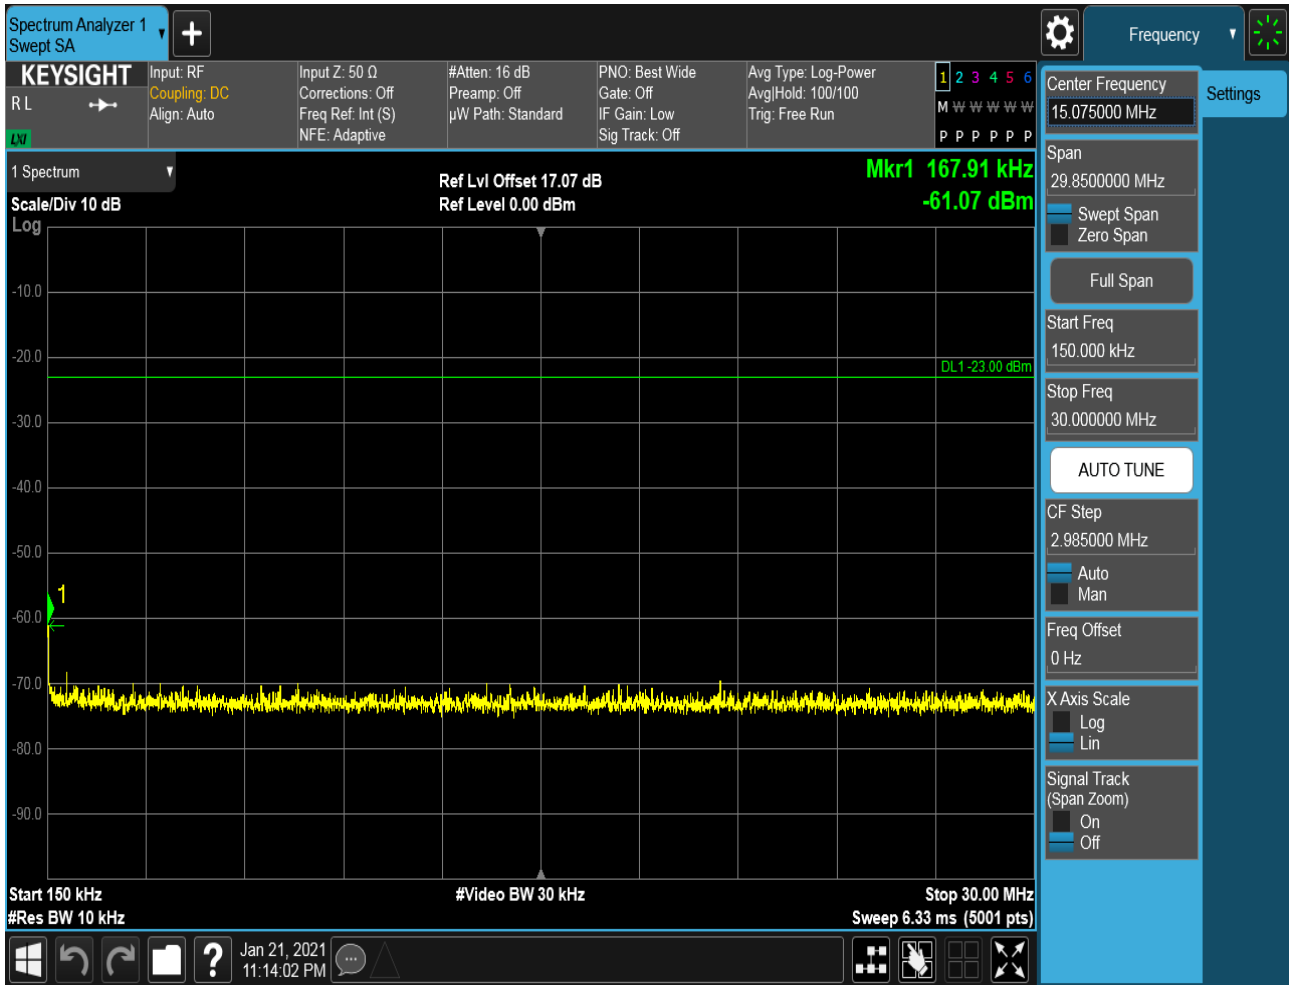 Spectrum Analyzer 1
Swept SA
Frequency
KEYSIGHT
R L
LXI
Input: RF
Coupling: DC
Align: Auto
Input Z: 50 Ω
Corrections: Off
Freq Ref: Int (S)
NFE: Adaptive
#Atten: 16 dB
Preamp: Off
µW Path: Standard
PNO: Best Wide
Gate: Off
IF Gain: Low
Sig Track: Off
Avg Type: Log-Power
Avg|Hold: 100/100
Trig: Free Run
1 2 3 4 5 6
M W W W W W
P P P P P P
1 Spectrum
Scale/Div 10 dB
Log
Ref Lvl Offset 17.07 dB
Ref Level 0.00 dBm
Mkr1 167.91 kHz
-61.07 dBm
-10.0
-20.0
DL1 -23.00 dBm
-30.0
-40.0
-50.0
1
-60.0
-70.0
-80.0
-90.0
Start 150 kHz
#Video BW 30 kHz
Stop 30.00 MHz
#Res BW 10 kHz
Sweep 6.33 ms (5001 pts)
Jan 21, 2021
11:14:02 PM
Center Frequency
15.075000 MHz
Settings
Span
29.8500000 MHz
Swept Span
Zero Span
Full Span
Start Freq
150.000 kHz
Stop Freq
30.000000 MHz
AUTO TUNE
CF Step
2.985000 MHz
Auto
Man
Freq Offset
0 Hz
X Axis Scale
Log
Lin
Signal Track
(Span Zoom)
On
Off